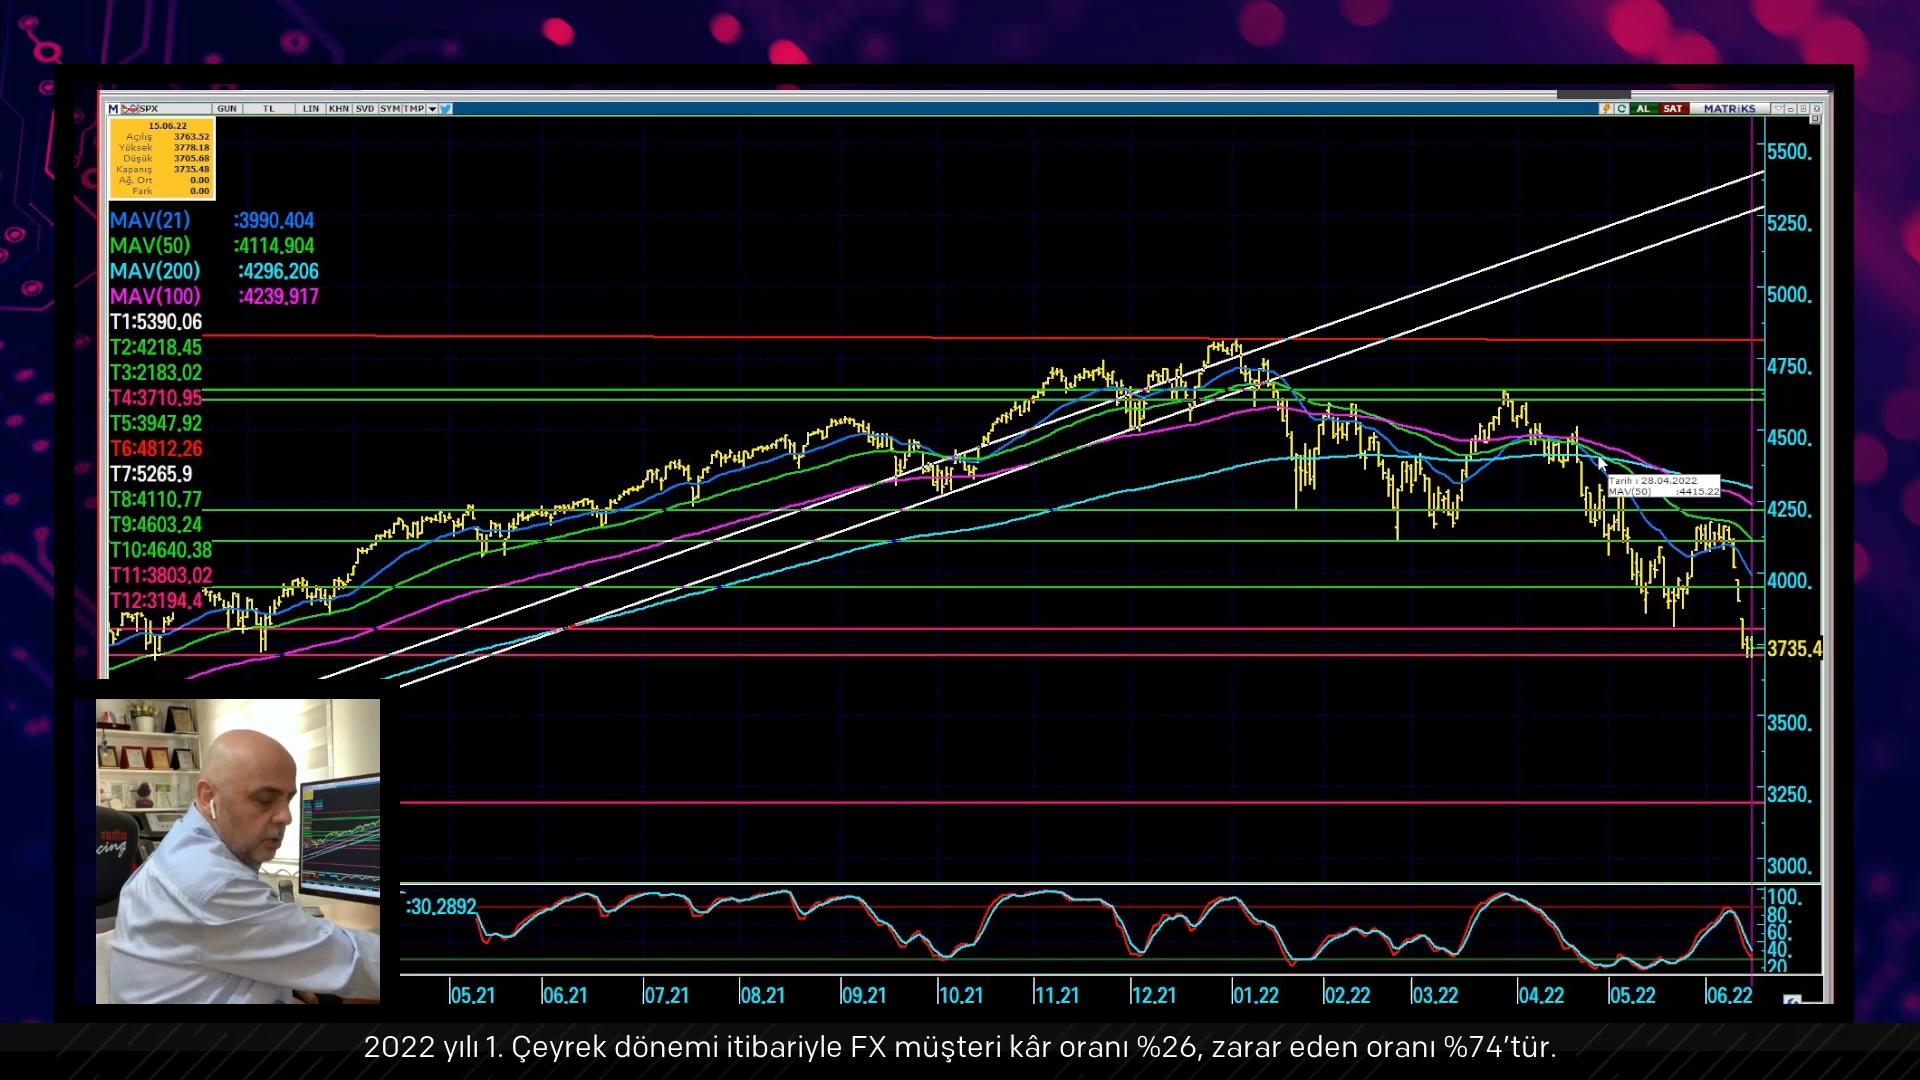 M SPX GUN TL LIN KHN SVD SYM TMP AL SAT MATRiKS
15.06.22
Açılış 3763.52
Yüksek 3778.18
Düşük 3705.68
Kapanış 3735.48
Ağ. Ort 0.00
Fark 0.00
MAV(21) :3990.404
MAV(50) :4114.904
MAV(200) :4296.206
MAV(100) :4239.917
T1:5390.06
T2:4218.45
T3:2183.02
T4:3710.95
T5:3947.92
T6:4812.26
T7:5265.9
T8:4110.77
T9:4603.24
T10:4640.38
T11:3803.02
T12:3194.4
5500.
5250.
5000.
4750.
4500.
4250.
4000.
3735.4
3500.
3250.
3000.
Tarih : 28.04.2022
MAV(50) :4415.22
:30.2892
100.
80.
60.
40.
20
05.21 06.21 07.21 08.21 09.21 10.21 11.21 12.21 01.22 02.22 03.22 04.22 05.22 06.22
2022 yılı 1. Çeyrek dönemi itibariyle FX müşteri kâr oranı %26, zarar eden oranı %74'tür.